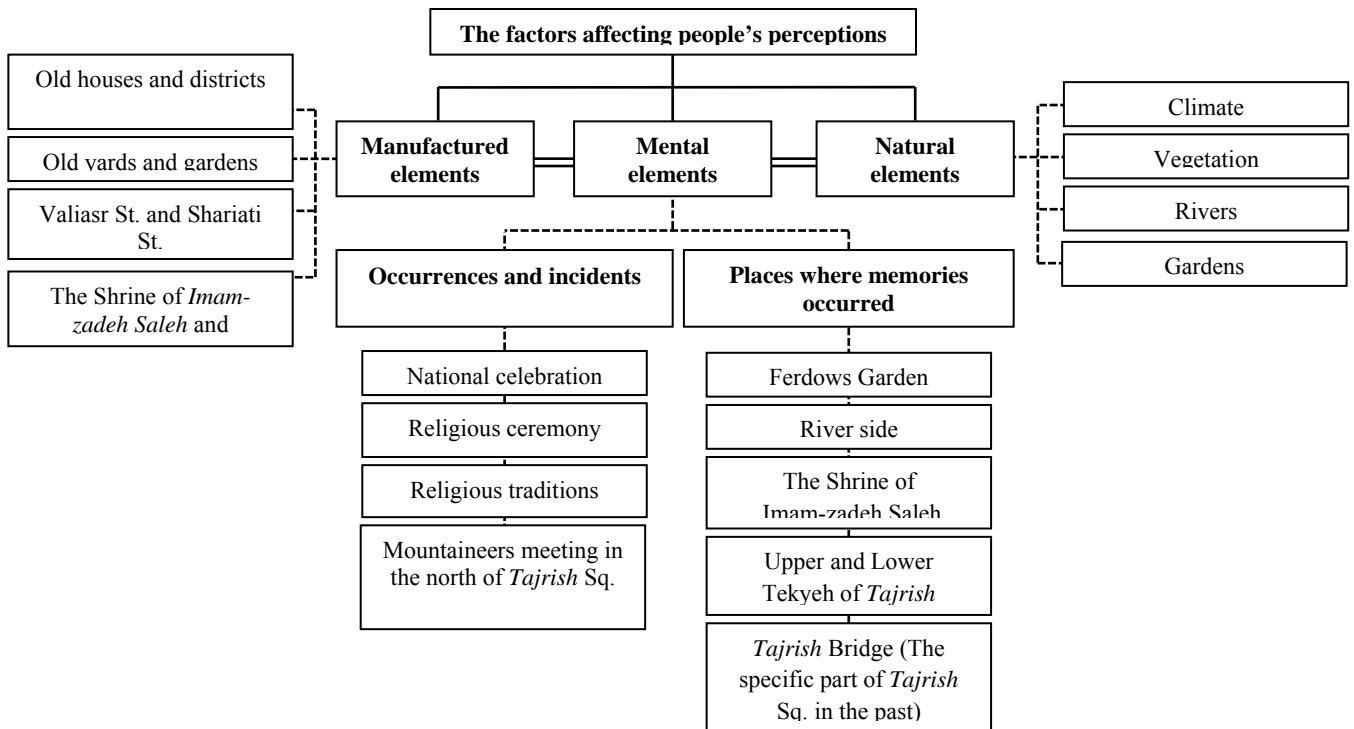 The factors affecting people's perceptions
Old houses and districts
Old yards and gardens
Valiasr St. and Shariati
St.
The Shrine of Imam-
zadeh Saleh and
Manufactured
elements
Mental
elements
Natural
elements
Climate
Vegetation
Rivers
Gardens
Occurrences and incidents
National celebration
Religious ceremony
Religious traditions
Mountaineers meeting in
the north of Tajrish Sq.
Places where memories
occurred
Ferdows Garden
River side
The Shrine of
Imam-zadeh Saleh
Upper and Lower
Tekyeh of Tajrish
Tajrish Bridge (The
specific part of Tajrish
Sq. in the past)